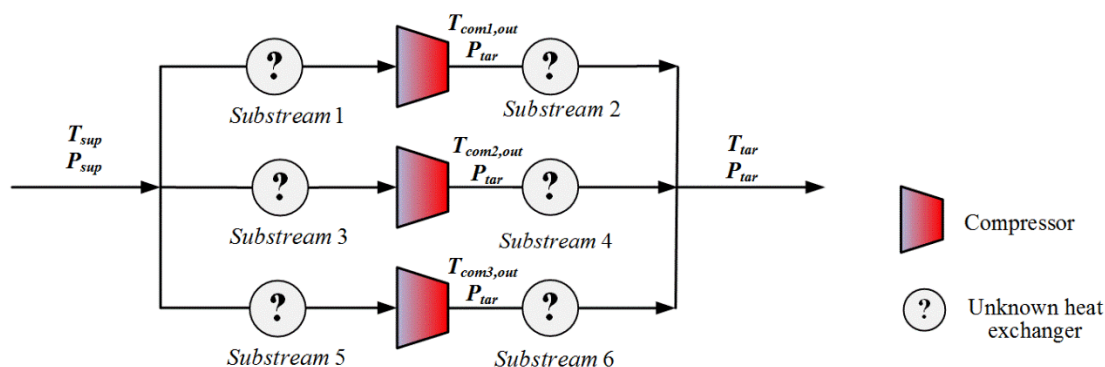 T_com1,out
P_tar
?
?
Substream 1
Substream 2
T_sup
P_sup
T_com2,out
P_tar
T_tar
P_tar
?
?
Substream 3
Substream 4
Compressor
T_com3,out
P_tar
?
?
Substream 5
Substream 6
?
Unknown heat
exchanger